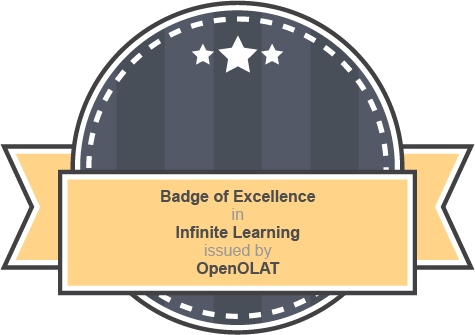 Badge of Excellence
in
Infinite Learning
issued by
OpenOLAT